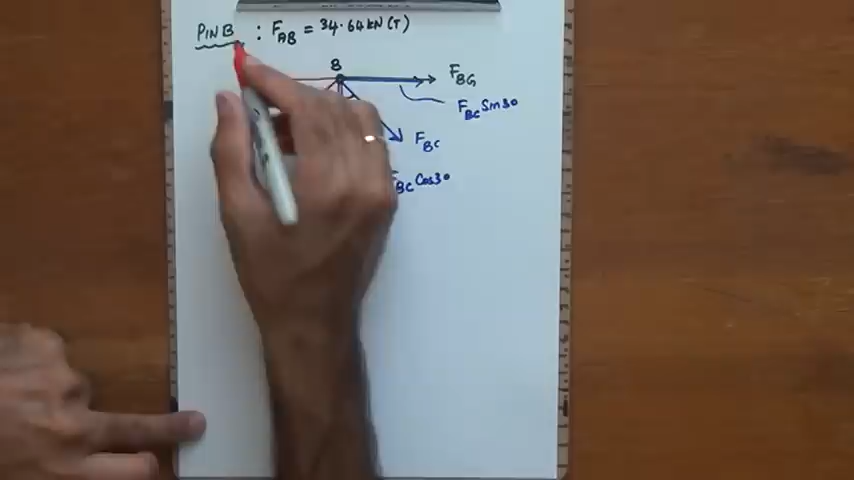 PIN B : F_AB = 34.64 kN (T)
B
F_BG
F_BC Sin30
F_BC
F_BC Cos30